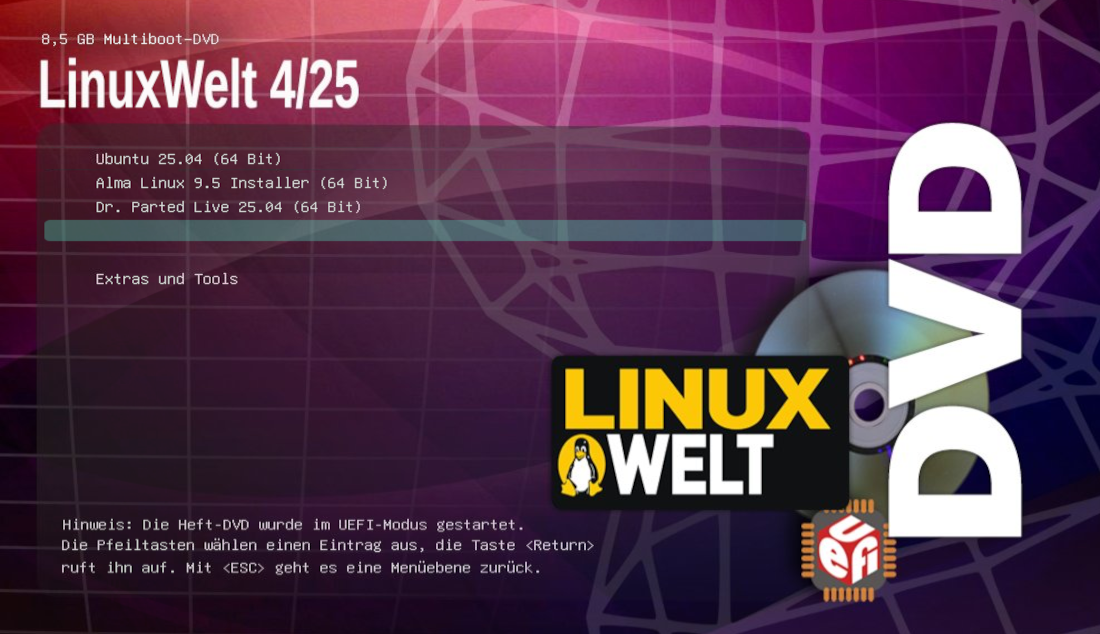 8,5 GB Multiboot-DVD
LinuxWelt 4/25
Ubuntu 25.04 (64 Bit)
Alma Linux 9.5 Installer (64 Bit)
Dr. Parted Live 25.04 (64 Bit)
Extras und Tools
DVD
LINUX
WELT
Hinweis: Die Heft-DVD wurde im UEFI-Modus gestartet.
Die Pfeiltasten wählen einen Eintrag aus, die Taste <Return>
ruft ihn auf. Mit <ESC> geht es eine Menüebene zurück.
UEFI